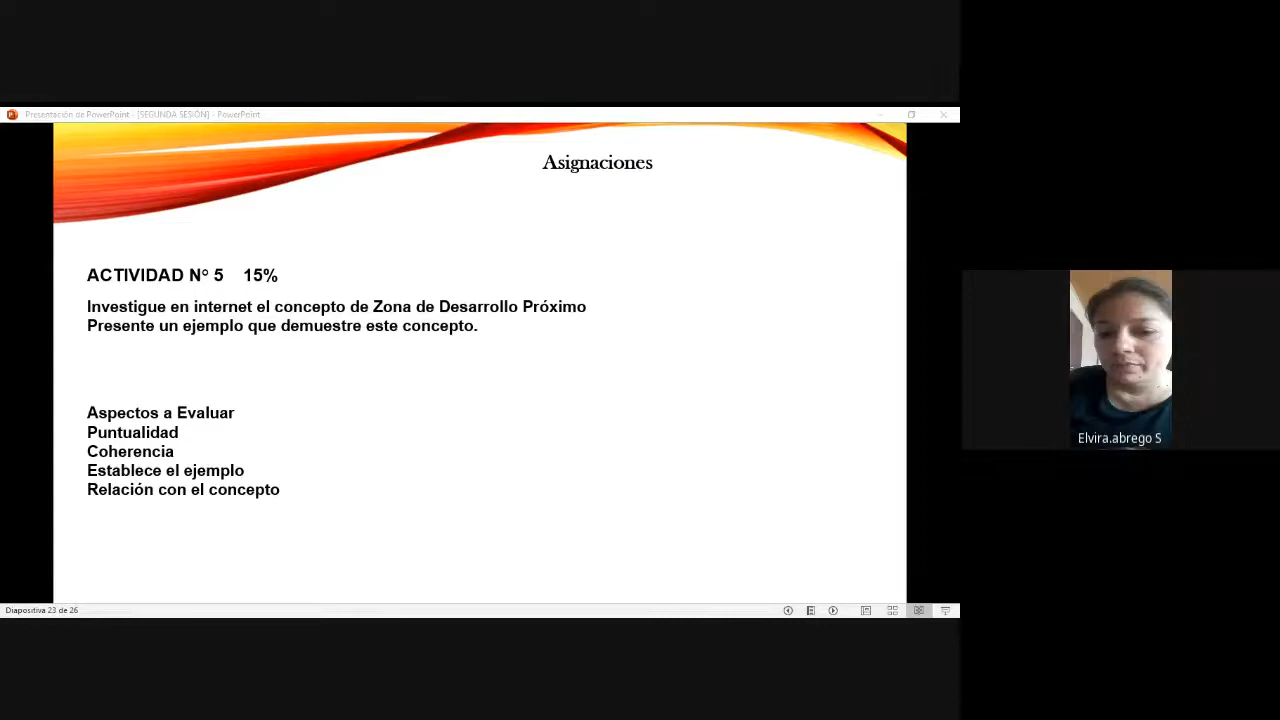 Presentación de PowerPoint - [SEGUNDA SESIÓN] - PowerPoint
Asignaciones
ACTIVIDAD N° 5 15%
Investigue en internet el concepto de Zona de Desarrollo Próximo
Presente un ejemplo que demuestre este concepto.
Aspectos a Evaluar
Puntualidad
Coherencia
Establece el ejemplo
Relación con el concepto
Elvira.abrego S
Diapositiva 23 de 26